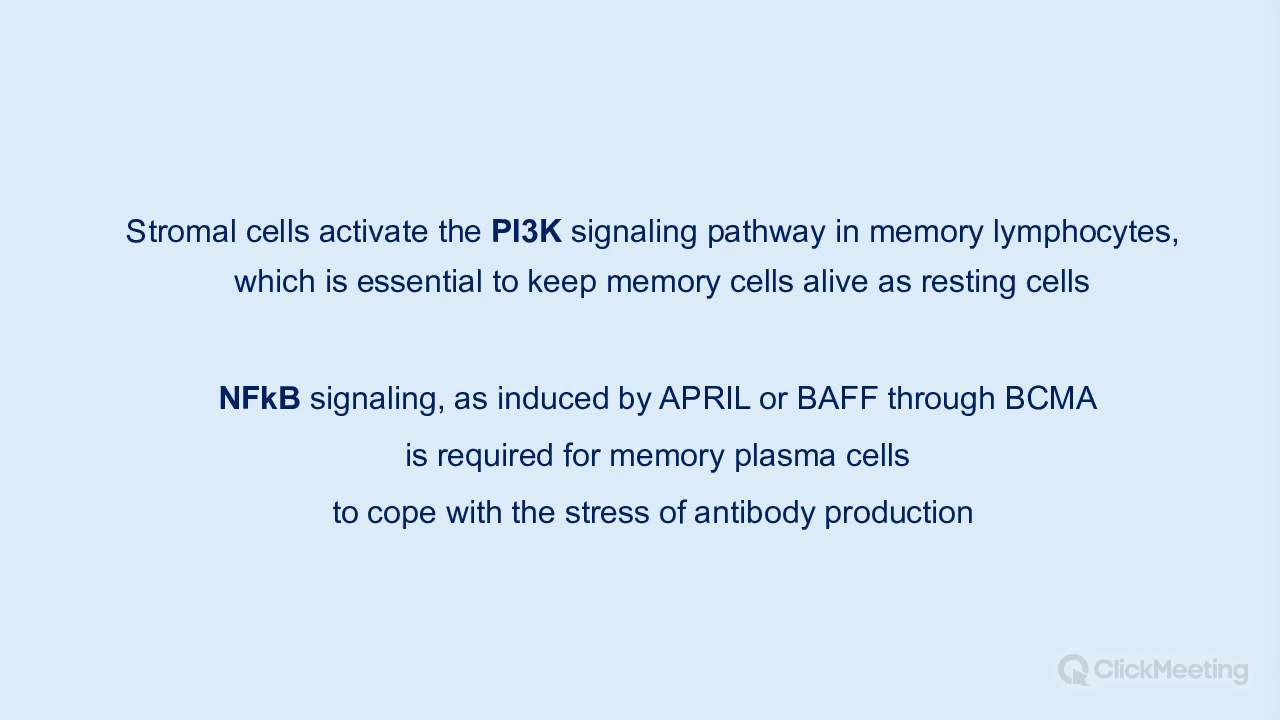 Stromal cells activate the PI3K signaling pathway in memory lymphocytes,
which is essential to keep memory cells alive as resting cells
NFkB signaling, as induced by APRIL or BAFF through BCMA
is required for memory plasma cells
to cope with the stress of antibody production
ClickMeeting